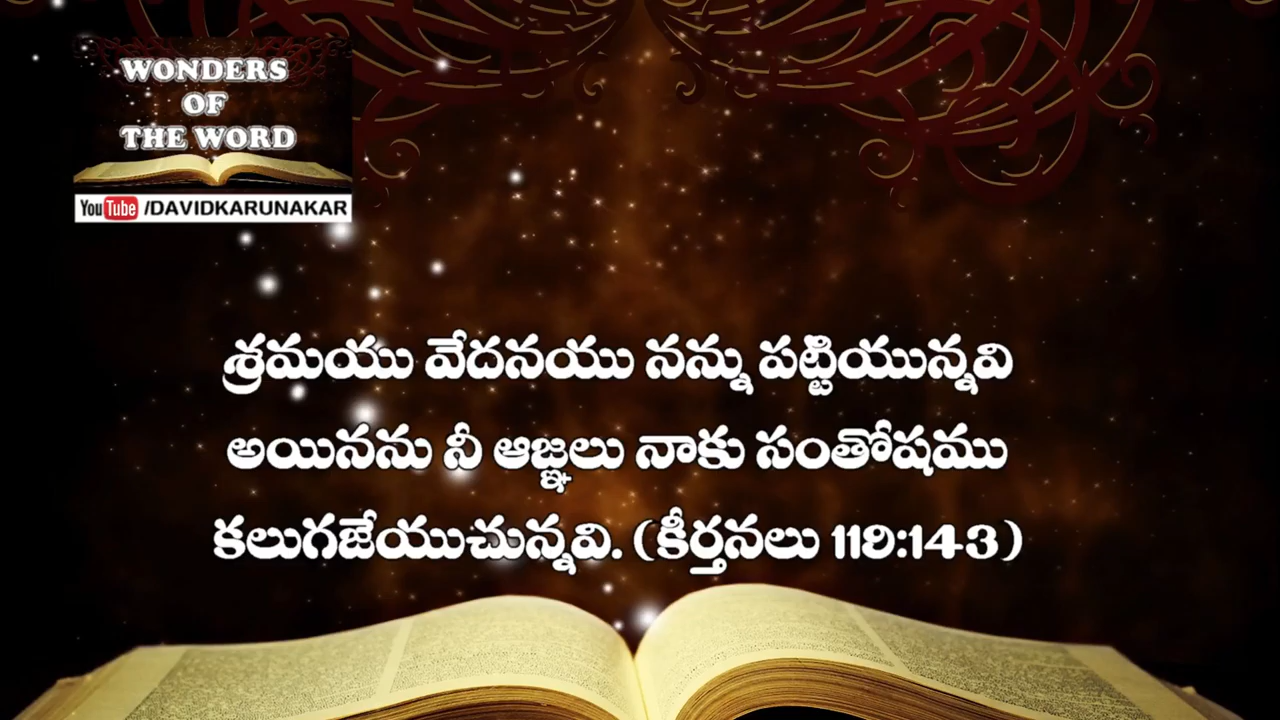 WONDERS
OF
THE WORD
YouTube /DAVIDKARUNAKAR
శ్రమయు వేదనయు నన్ను పట్టియున్నవి
అయినను నీ ఆజ్ఞలు నాకు సంతోషము
కలుగజేయుచున్నవి. (కీర్తనలు 119:143)